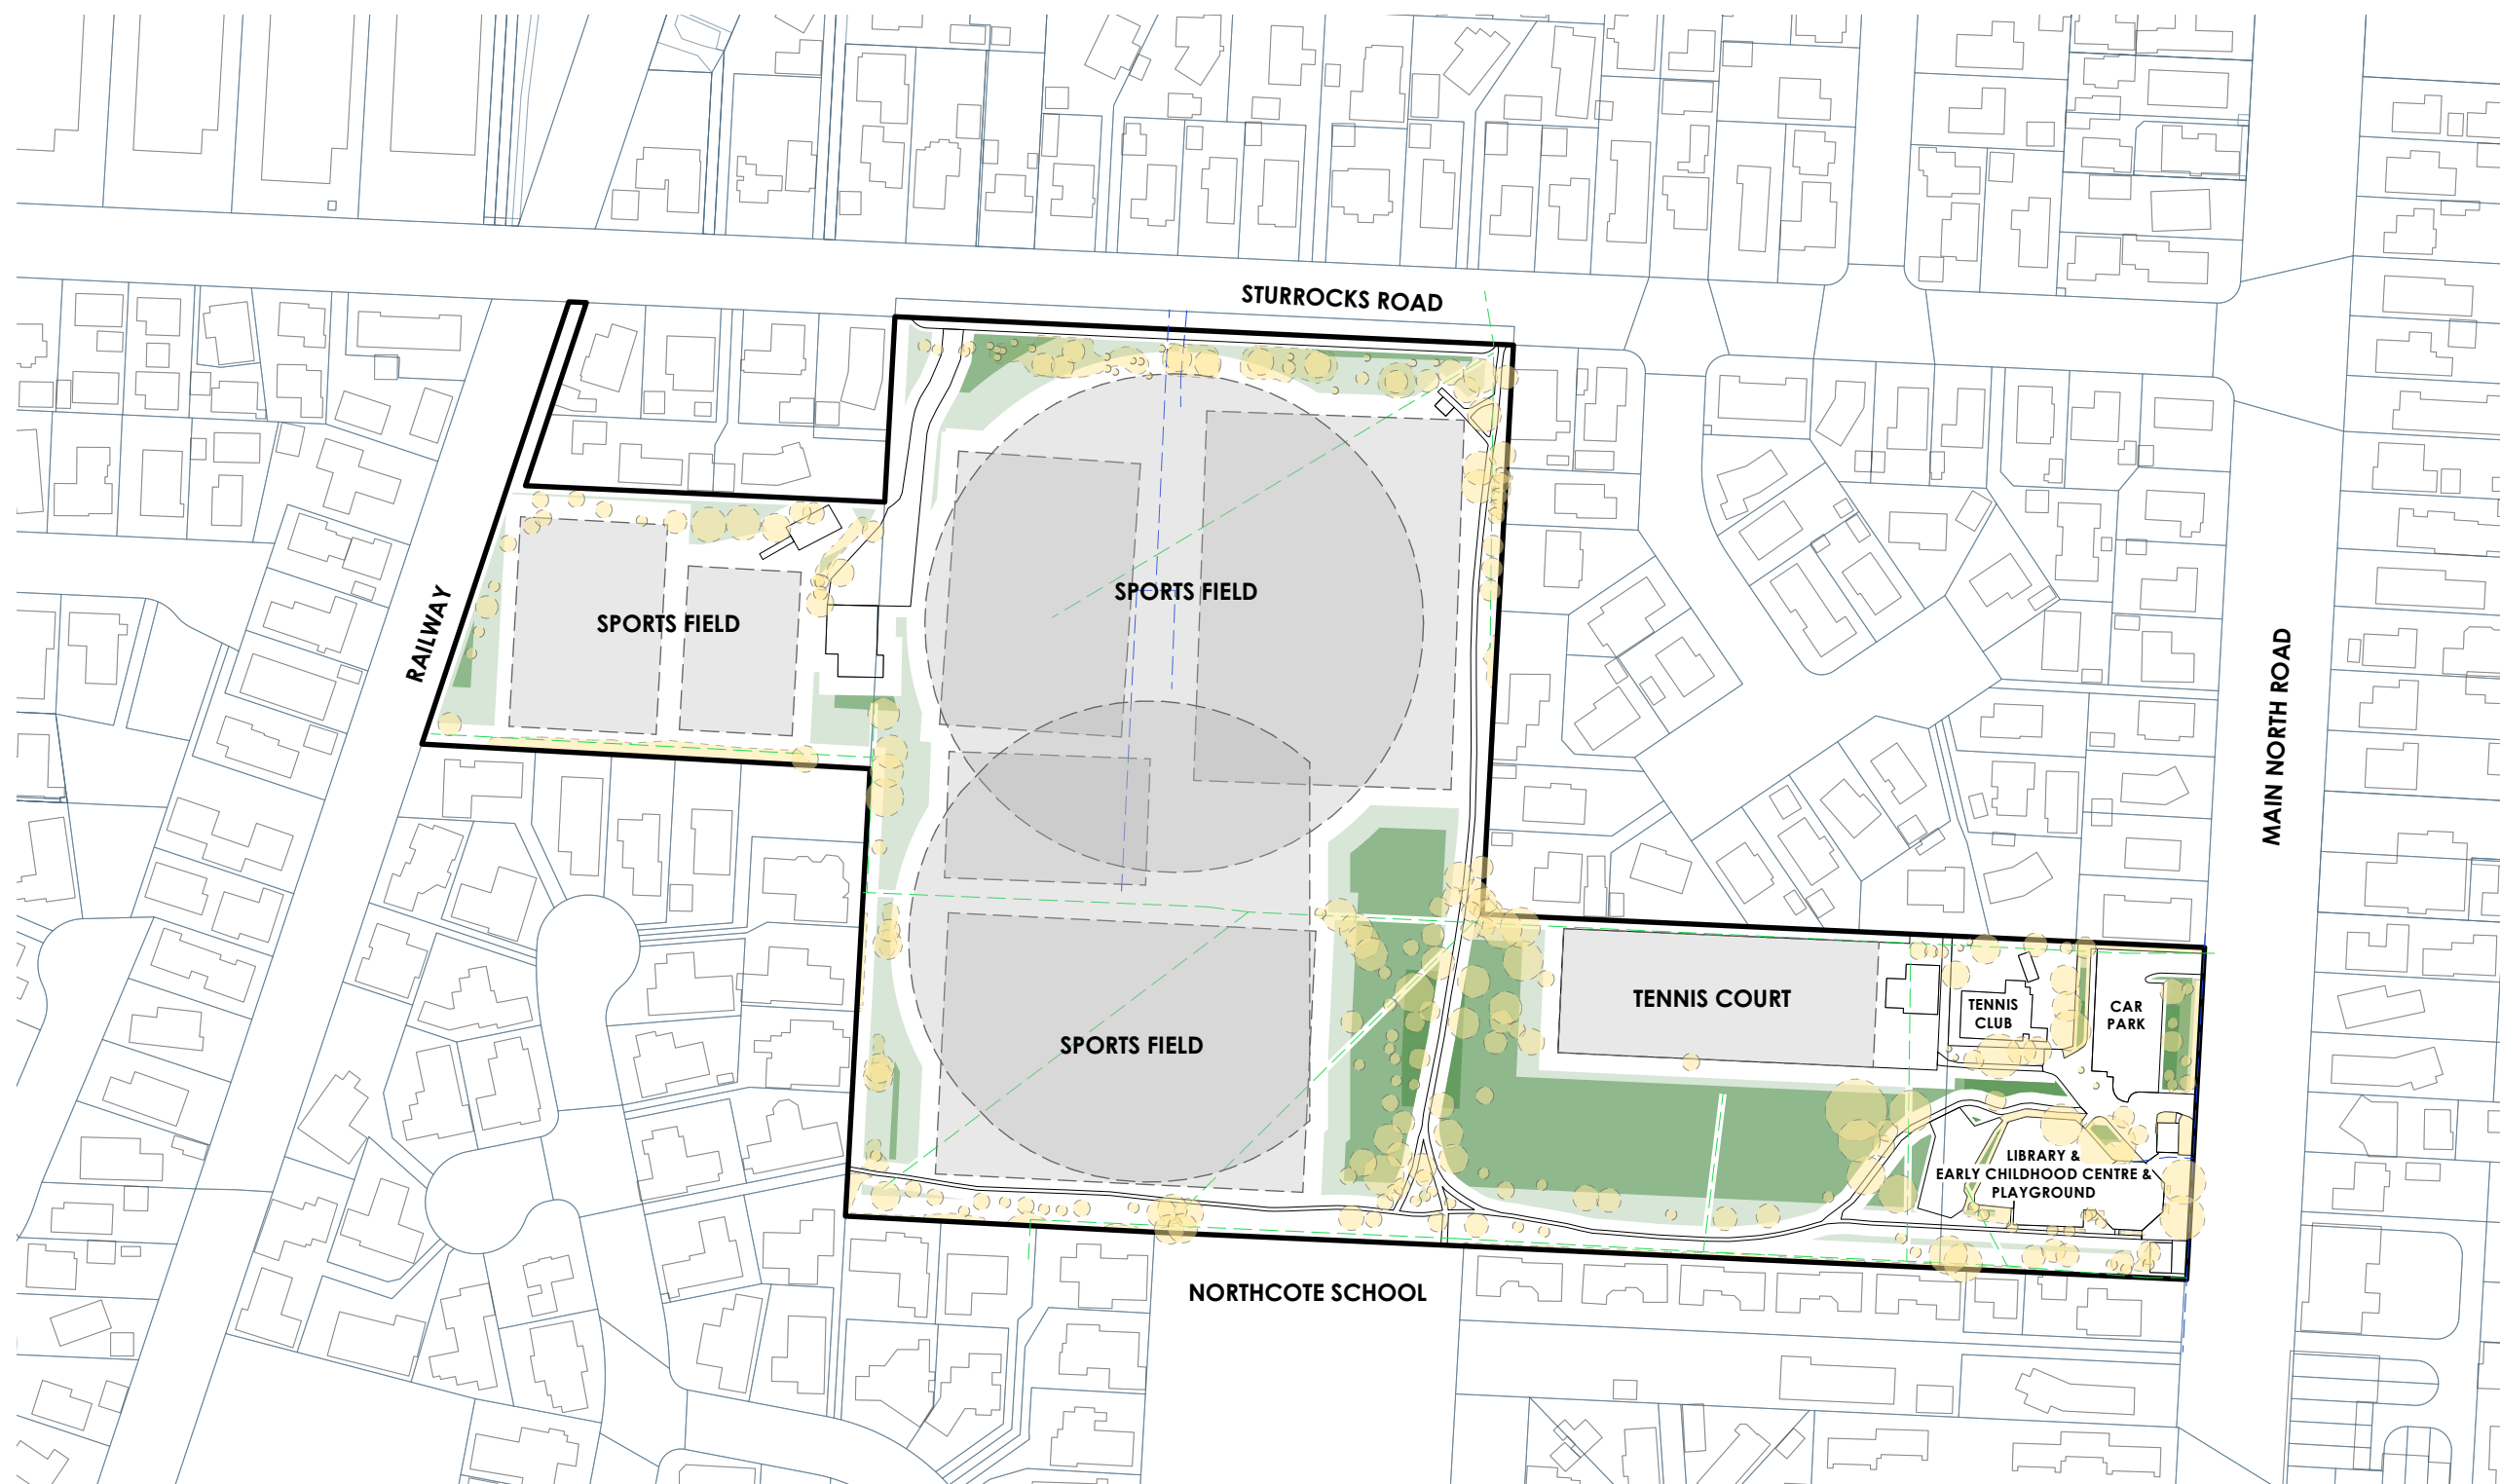 STURROCKS ROAD
SPORTS FIELD
SPORTS FIELD
RAILWAY
MAIN NORTH ROAD
TENNIS COURT
TENNIS
CLUB
CAR
PARK
SPORTS FIELD
LIBRARY &
EARLY CHILDHOOD CENTRE &
PLAYGROUND
NORTHCOTE SCHOOL